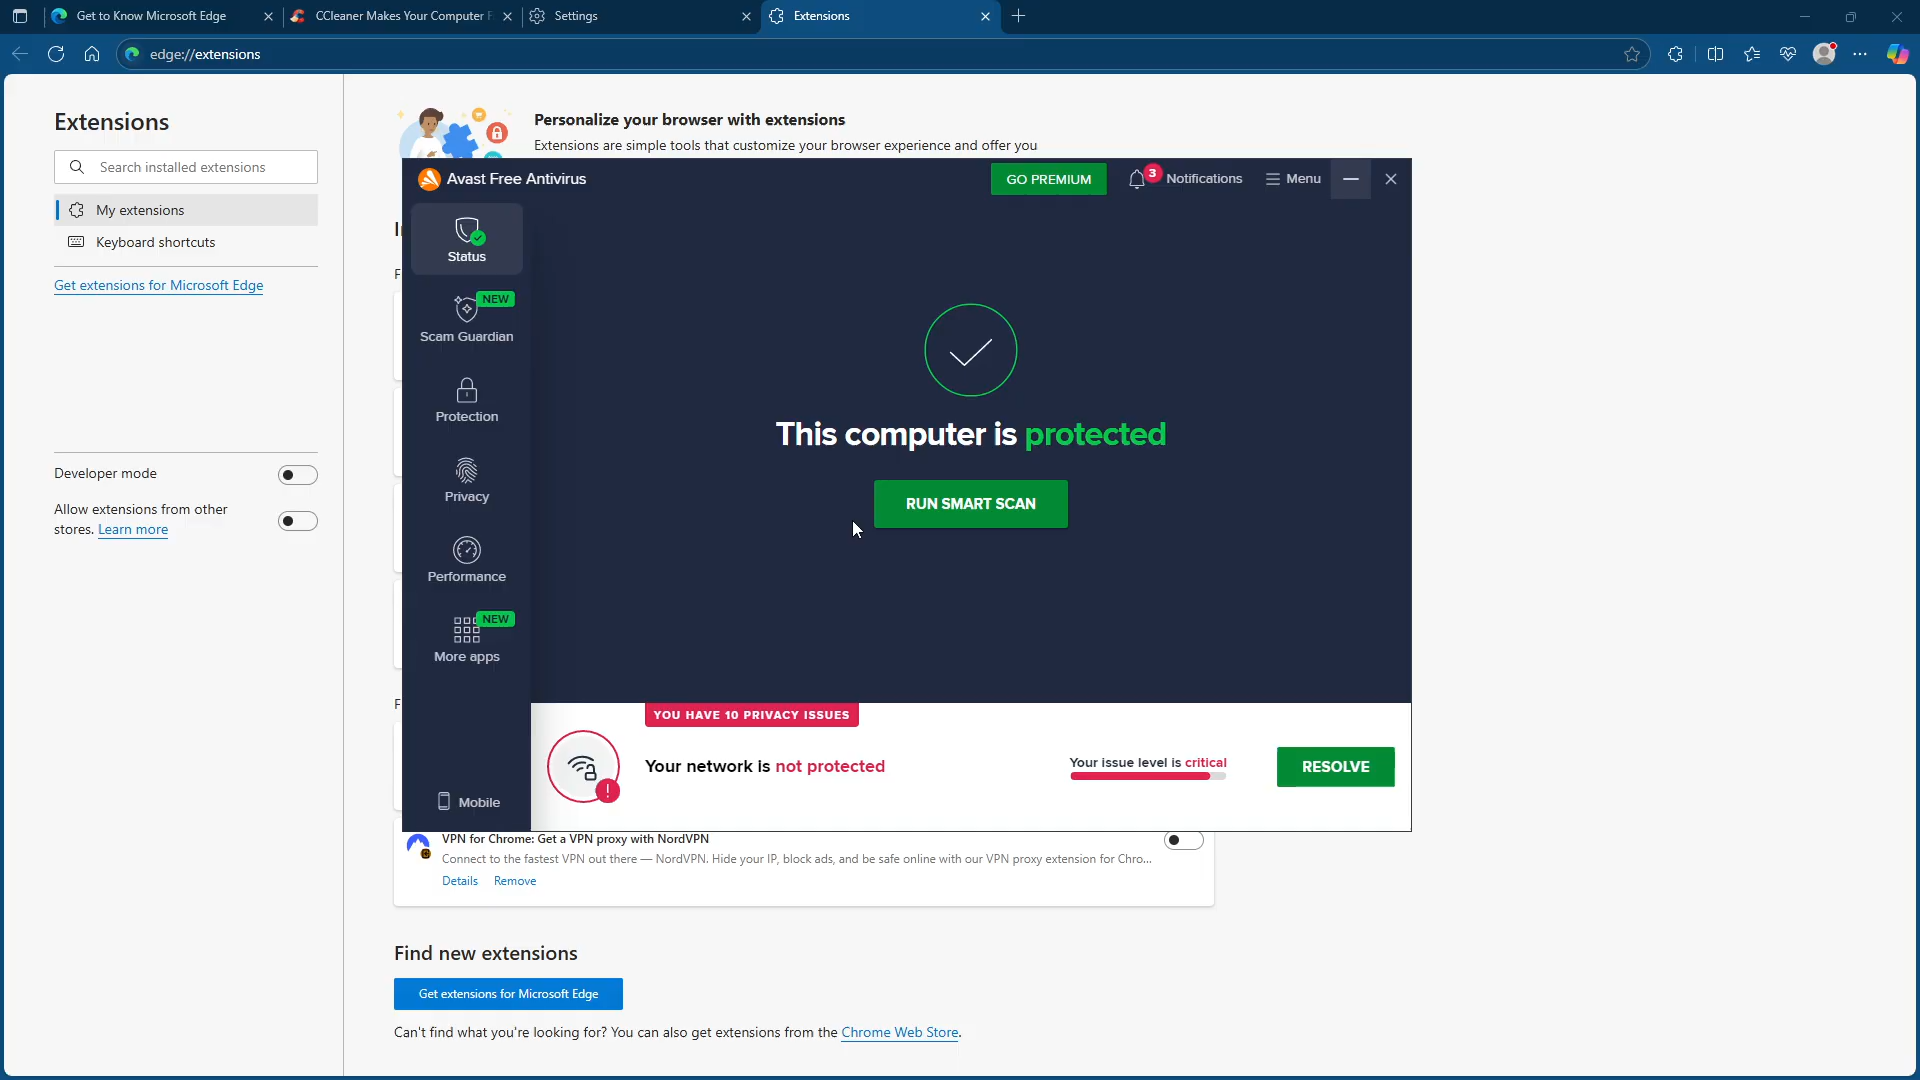 Get to Know Microsoft Edge
CCleaner Makes Your Computer F
Settings
Extensions
edge://extensions
Extensions
Search installed extensions
My extensions
Keyboard shortcuts
Get extensions for Microsoft Edge
Developer mode
Allow extensions from other
stores. Learn more
Personalize your browser with extensions
Extensions are simple tools that customize your browser experience and offer you
Avast Free Antivirus
GO PREMIUM
3
Notifications
Menu
Status
NEW
Scam Guardian
Protection
Privacy
Performance
NEW
More apps
Mobile
This computer is protected
RUN SMART SCAN
YOU HAVE 10 PRIVACY ISSUES
Your network is not protected
Your issue level is critical
RESOLVE
VPN for Chrome: Get a VPN proxy with NordVPN
Connect to the fastest VPN out there — NordVPN. Hide your IP, block ads, and be safe online with our VPN proxy extension for Chro...
Details Remove
Find new extensions
Get extensions for Microsoft Edge
Can't find what you're looking for? You can also get extensions from the Chrome Web Store.